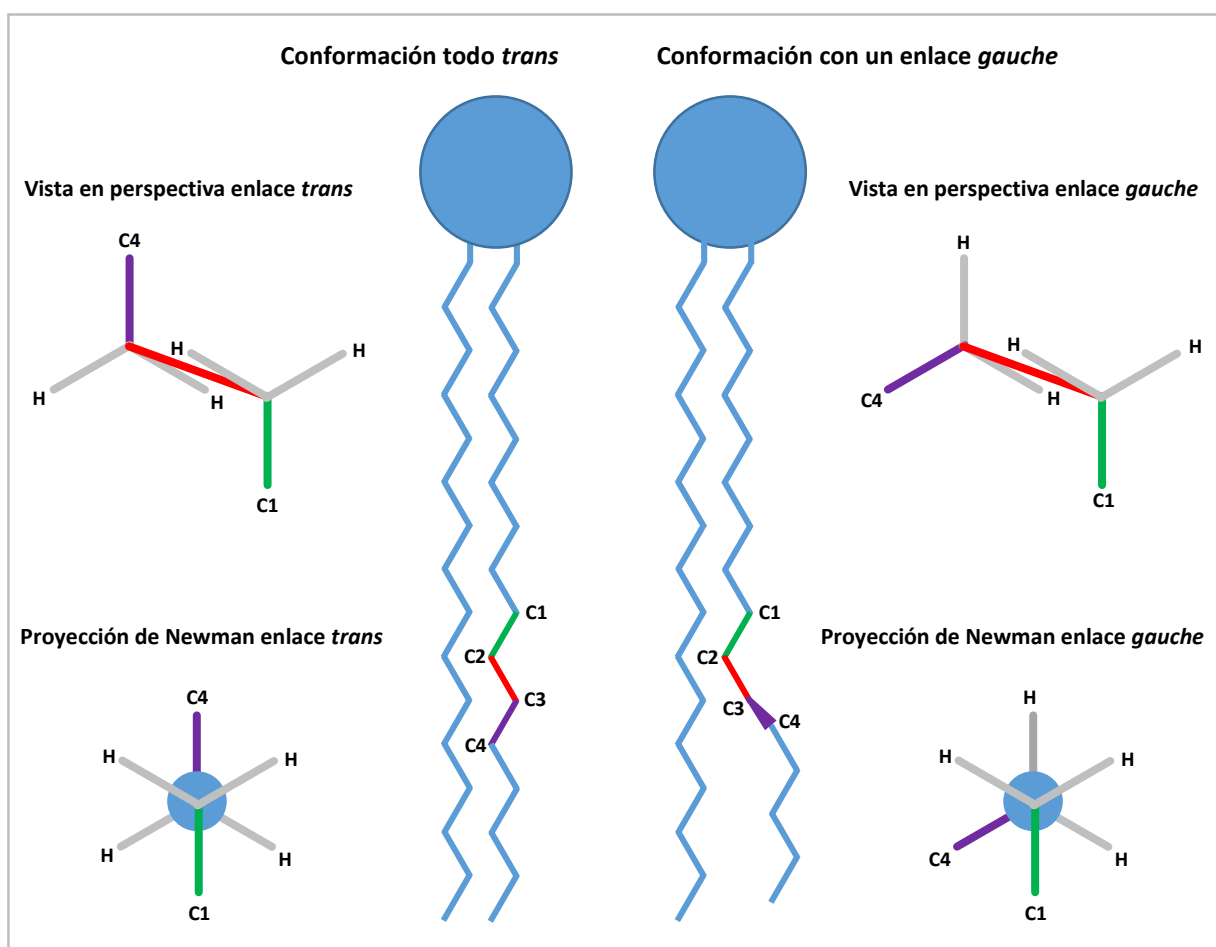 Conformación todo trans
Conformación con un enlace gauche
Vista en perspectiva enlace trans
C4
H
H
H
H
C1
Vista en perspectiva enlace gauche
H
H
H
C4
H
C1
C1
C2
C3
C4
C1
C2
C3
C4
Proyección de Newman enlace trans
C4
H
H
H
H
C1
Proyección de Newman enlace gauche
H
H
H
C4
H
C1